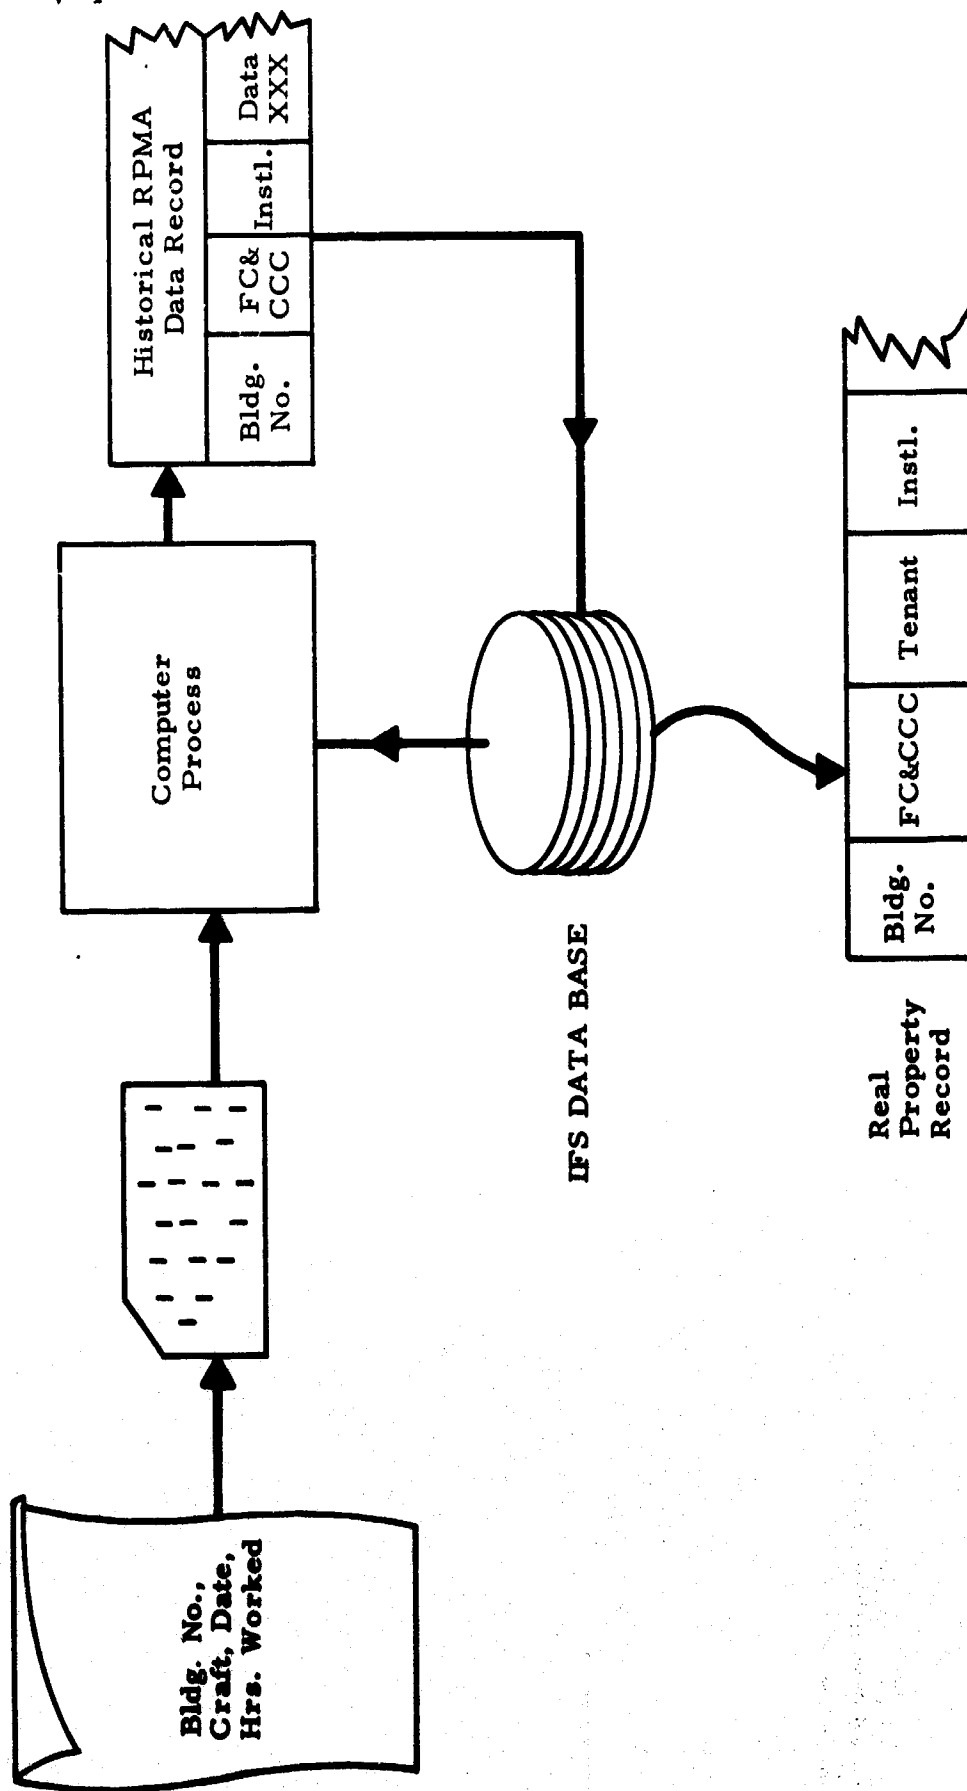 Bldg. No.,
Craft, Date,
Hrs. Worked
Computer
Process
Historical RPMA
Data Record
Bldg.
No.
FC&
CCC
Instl.
Data
XXX
IFS DATA BASE
Real
Property
Record
Bldg.
No.
FC&CCC
Tenant
Instl.